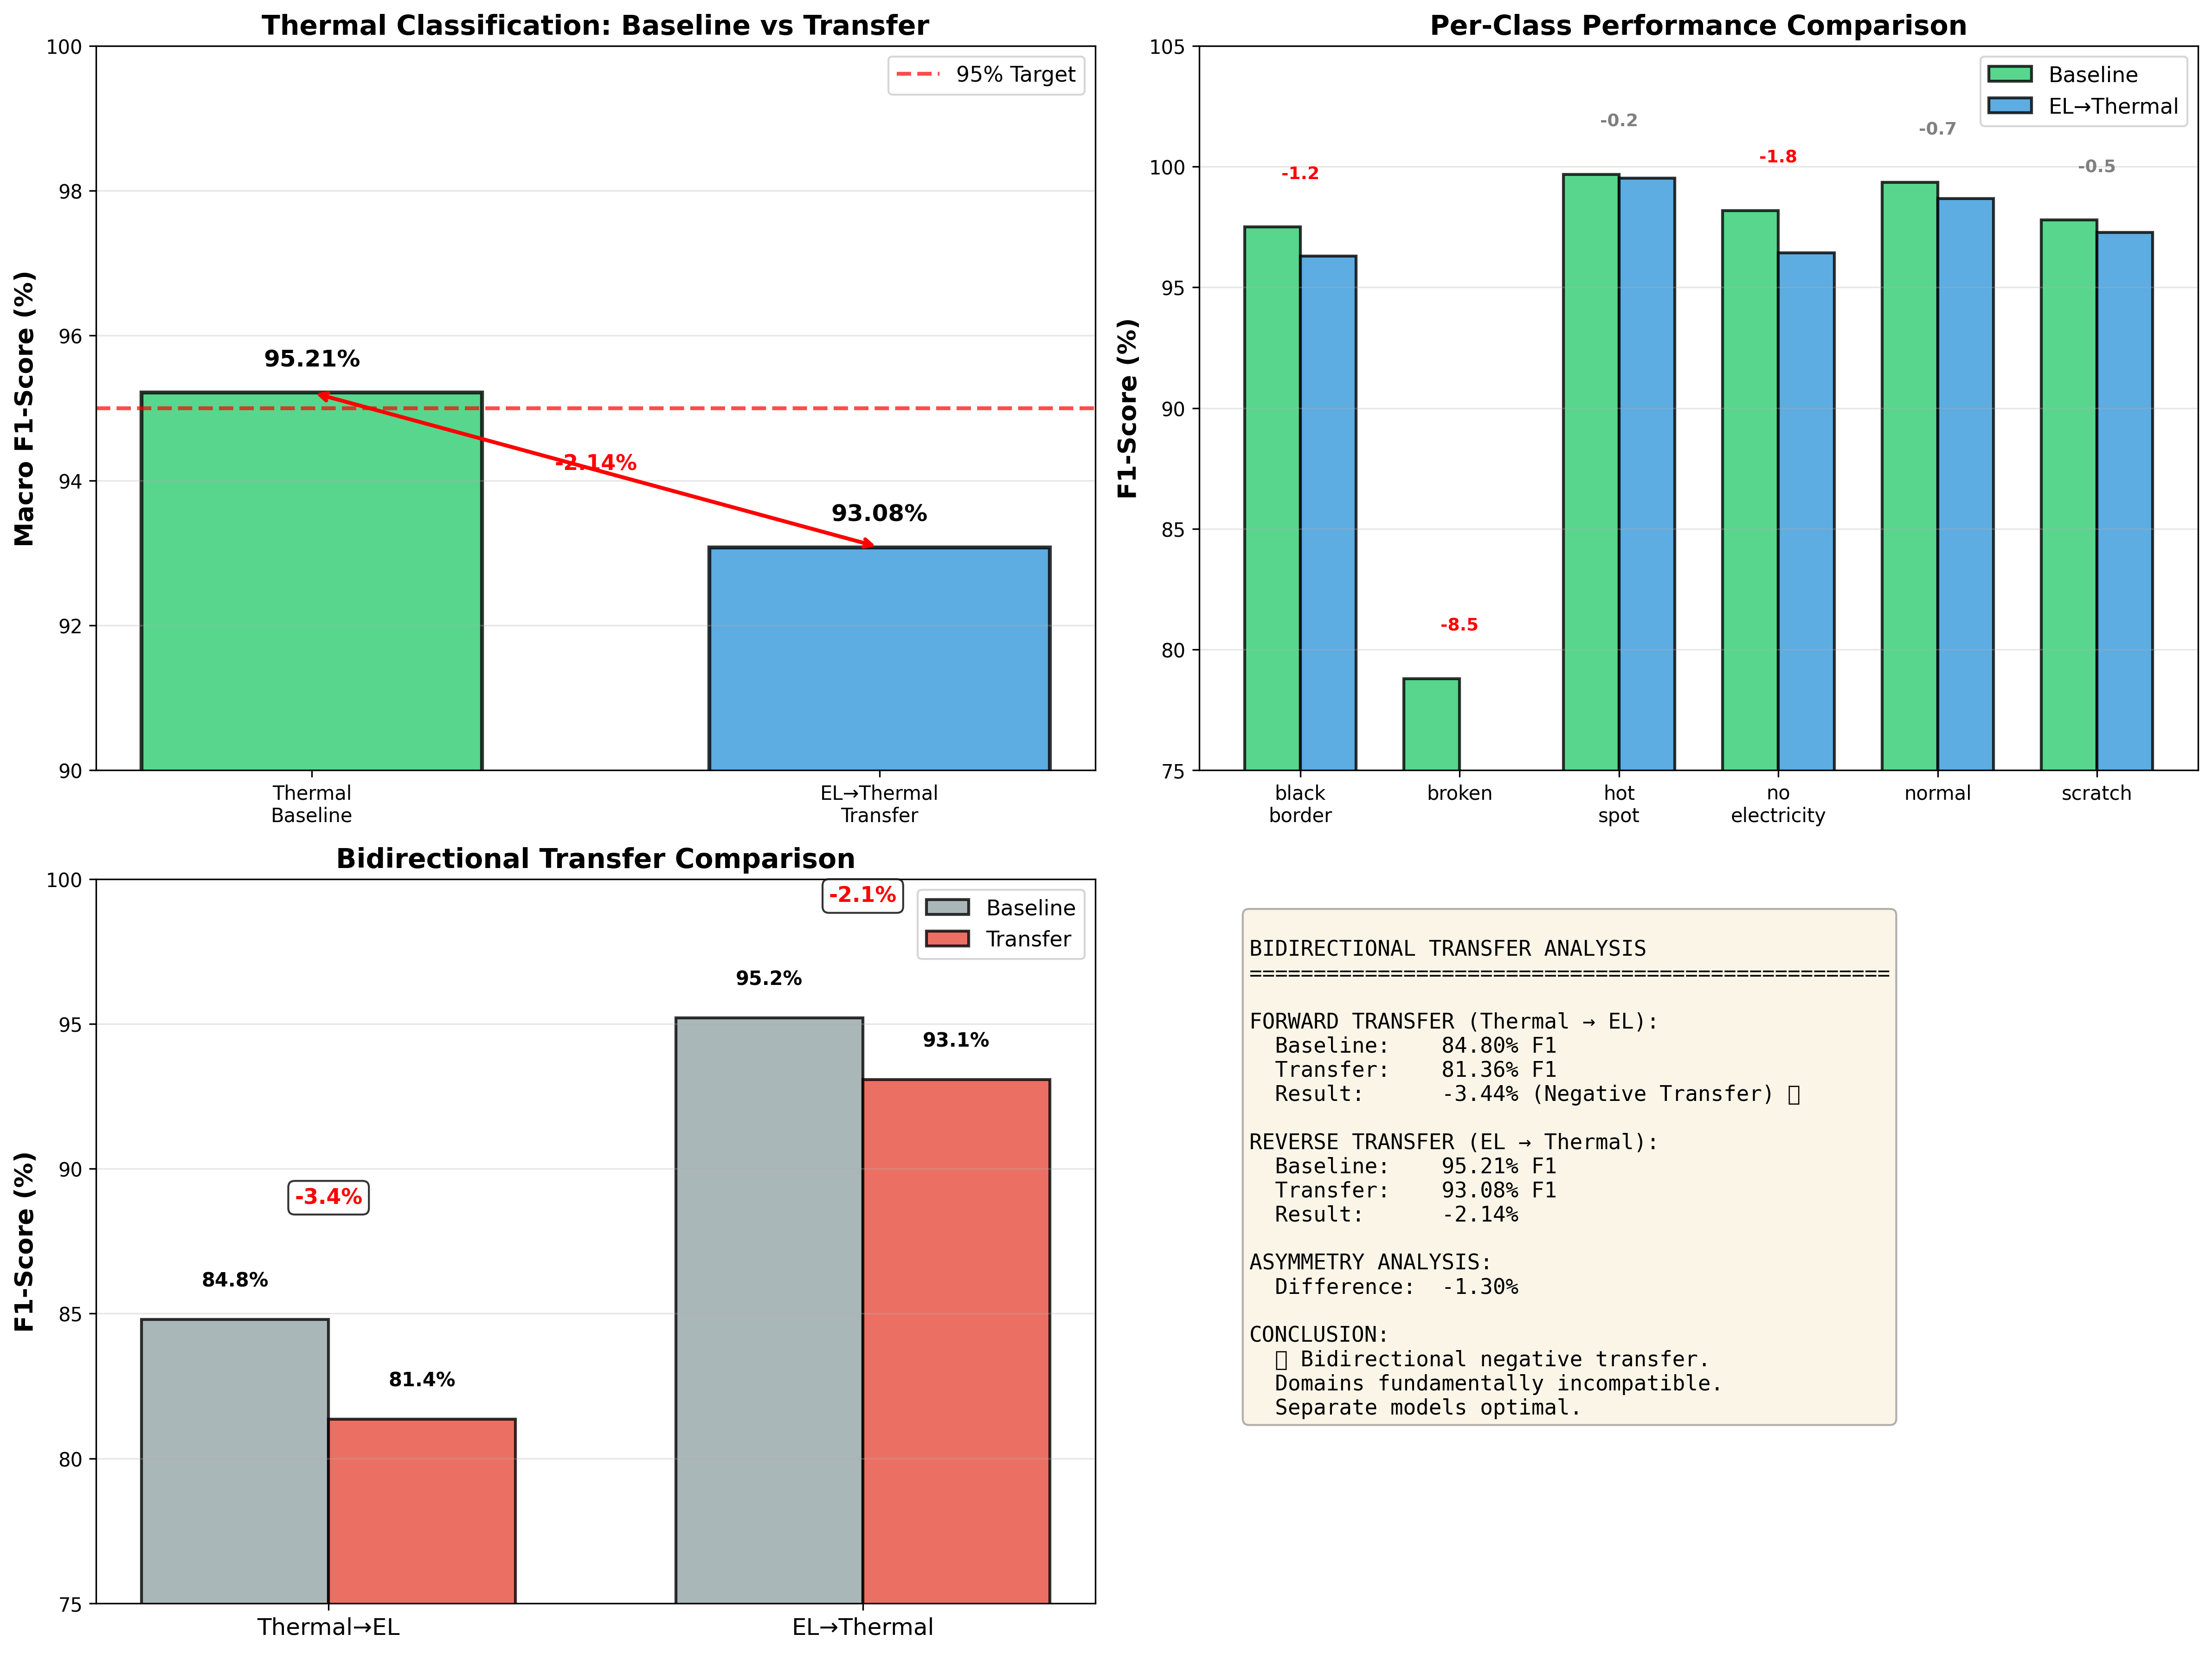 Thermal Classification: Baseline vs Transfer
95% Target
Macro F1-Score (%)
100
98
96
94
92
90
95.21%
-2.14%
93.08%
Thermal
Baseline
EL→Thermal
Transfer
Per-Class Performance Comparison
Baseline
EL→Thermal
F1-Score (%)
105
100
95
90
85
80
75
-1.2
-8.5
-0.2
-1.8
-0.7
-0.5
black
border
broken
hot
spot
no
electricity
normal
scratch
Bidirectional Transfer Comparison
Baseline
Transfer
F1-Score (%)
100
95
90
85
80
75
-3.4%
84.8%
81.4%
-2.1%
95.2%
93.1%
Thermal→EL
EL→Thermal
BIDIRECTIONAL TRANSFER ANALYSIS
==================================================
FORWARD TRANSFER (Thermal → EL):
Baseline: 84.80% F1
Transfer: 81.36% F1
Result: -3.44% (Negative Transfer)
REVERSE TRANSFER (EL → Thermal):
Baseline: 95.21% F1
Transfer: 93.08% F1
Result: -2.14%
ASYMMETRY ANALYSIS:
Difference: -1.30%
CONCLUSION:
Bidirectional negative transfer.
Domains fundamentally incompatible.
Separate models optimal.